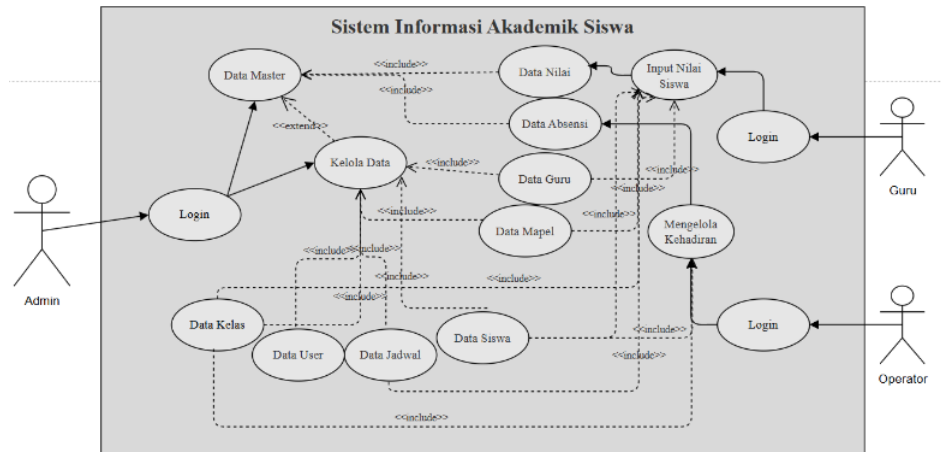 Sistem Informasi Akademik Siswa
Data Master
<<include>>
<<include>>
Data Nilai
Input Nilai
Siswa
<<include>>
<<extend>>
Data Absensi
Login
Kelola Data
<<include>>
Data Guru
<<include>>
<<include>>
Guru
Login
<<include>>
Data Mapel
<<include>>
Mengelola
Kehadiran
<<include>>
<<include>>
Admin
<<include>>
<<include>>
<<include>>
Data Kelas
Data User
Data Jadwal
<<include>>
Data Siswa
<<include>>
<<include>>
Login
Operator
<<include>>